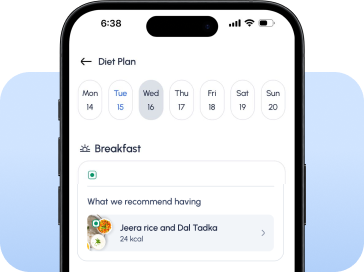 6:38
Diet Plan
Mon Tue Wed Thu Fri Sat Sun
14 15 16 17 18 19 20
Breakfast
What we recommend having
Jeera rice and Dal Tadka
24 kcal